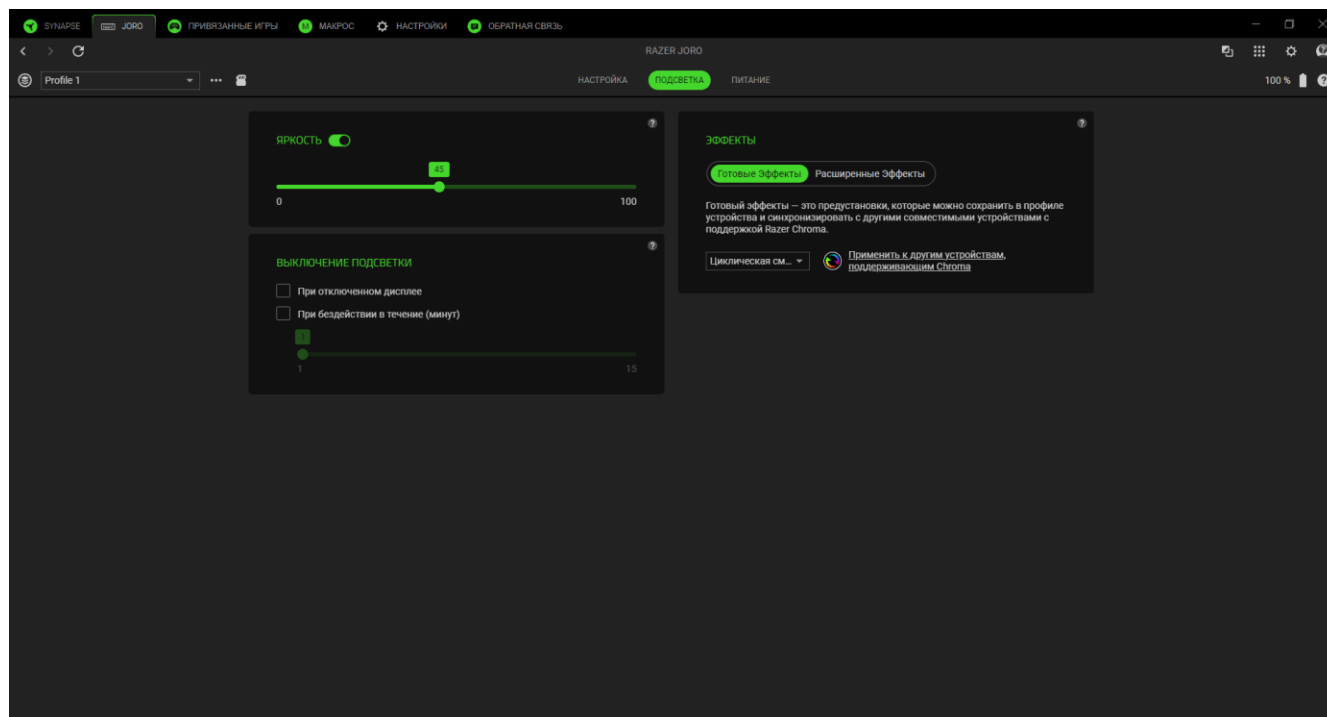 SYNAPSE JORO ПРИВЯЗАННЫЕ ИГРЫ МАКРОС НАСТРОЙКИ ОБРАТНАЯ СВЯЗЬ
RAZER JORO
Profile 1
НАСТРОЙКА ПОДСВЕТКА ПИТАНИЕ
100 %
ЯРКОСТЬ
45
0 100
ВЫКЛЮЧЕНИЕ ПОДСВЕТКИ
При отключенном дисплее
При бездействии в течение (минут)
1
1 15
ЭФФЕКТЫ
Готовые Эффекты Расширенные Эффекты
Готовый эффекты — это предустановки, которые можно сохранить в профиле
устройства и синхронизировать с другими совместимыми устройствами с
поддержкой Razer Chroma.
Циклическая см...
Применить к другим устройствам,
поддерживающим Chroma